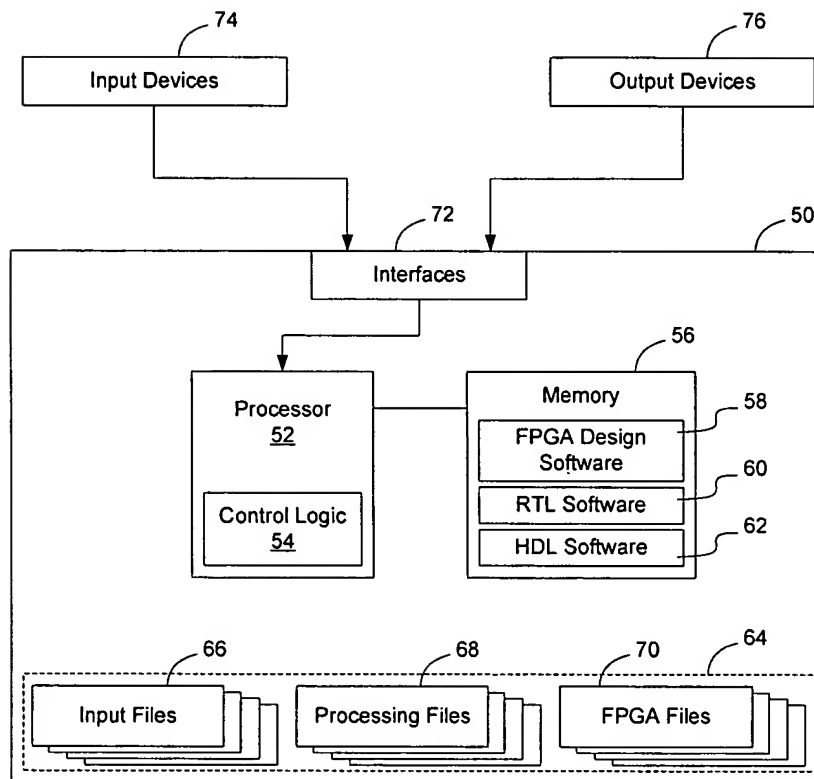 74
76
Input Devices
Output Devices
72
50
Interfaces
56
Processor
52
Memory
58
FPGA Design
Software
60
RTL Software
Control Logic
54
HDL Software
62
66
68
70
64
Input Files
Processing Files
FPGA Files